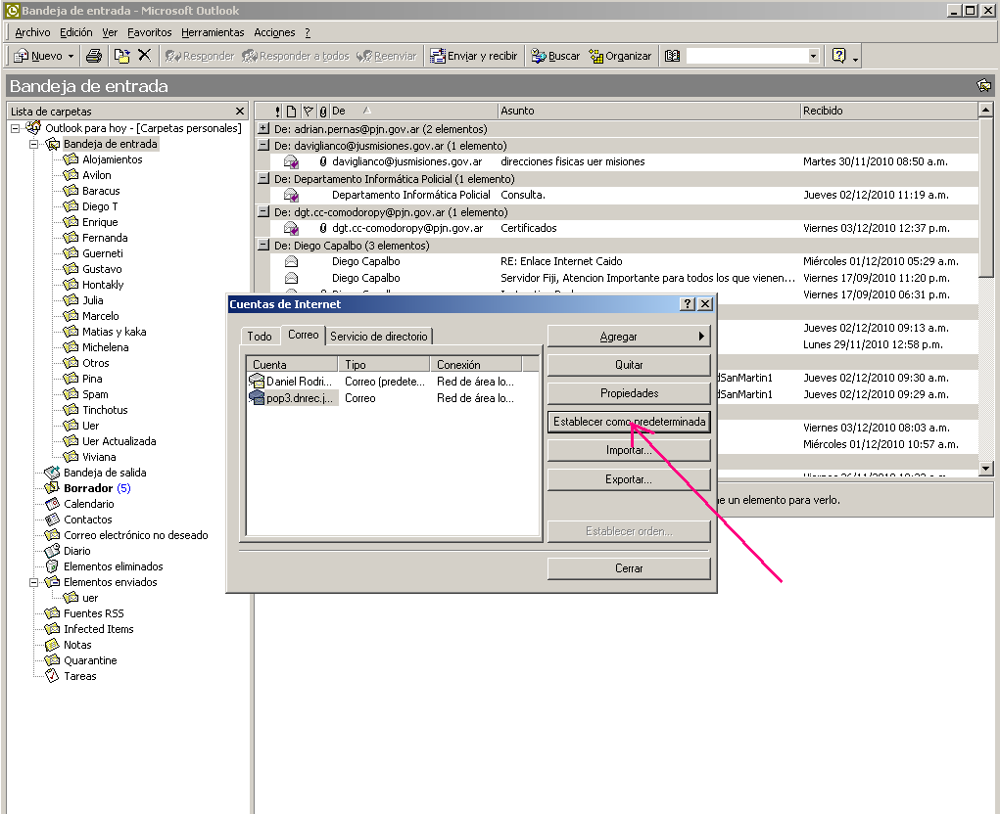 Bandeja de entrada - Microsoft Outlook
Archivo Edición Ver Favoritos Herramientas Acciones ?
Nuevo Responder Responder a todos Reenviar Enviar y recibir Buscar Organizar
Bandeja de entrada
Lista de carpetas
Outlook para hoy - [Carpetas personales]
Bandeja de entrada
Alojamientos
Avilon
Baracus
Diego T
Enrique
Fernanda
Guerneti
Gustavo
Hontakly
Julia
Marcelo
Matias y kaka
Michelena
Otros
Pina
Spam
Tinchotus
Uer
Uer Actualizada
Viviana
Bandeja de salida
Borrador (5)
Calendario
Contactos
Correo electrónico no deseado
Diario
Elementos eliminados
Elementos enviados
uer
Fuentes RSS
Infected Items
Notas
Quarantine
Tareas
De Asunto Recibido
De: adrian.pernas@pjn.gov.ar (2 elementos)
De: daviglianco@jusmisiones.gov.ar (1 elemento)
daviglianco@jusmisiones.gov.ar direcciones fisicas uer misiones Martes 30/11/2010 08:50 a.m.
De: Departamento Informática Policial (1 elemento)
Departamento Informática Policial Consulta. Jueves 02/12/2010 11:19 a.m.
De: dgt.cc-comodoropy@pjn.gov.ar (1 elemento)
dgt.cc-comodoropy@pjn.gov.ar Certificados Viernes 03/12/2010 12:37 p.m.
De: Diego Capalbo (3 elementos)
Diego Capalbo RE: Enlace Internet Caido Miércoles 01/12/2010 05:29 a.m.
Diego Capalbo Servidor Fiji, Atencion Importante para todos los que vienen... Viernes 17/09/2010 11:20 p.m.
Viernes 17/09/2010 06:31 p.m.
Jueves 02/12/2010 09:13 a.m.
Lunes 29/11/2010 12:58 p.m.
dSanMartin1 Jueves 02/12/2010 09:30 a.m.
dSanMartin1 Jueves 02/12/2010 09:29 a.m.
Viernes 03/12/2010 08:03 a.m.
Miércoles 01/12/2010 10:57 a.m.
ne un elemento para verlo.
Cuentas de Internet
Todo Correo Servicio de directorio
Cuenta Tipo Conexión
Daniel Rodri... Correo (predete... Red de área lo...
pop3.dnrec.j... Correo Red de área lo...
Agregar
Quitar
Propiedades
Establecer como predeterminada
Importar...
Exportar...
Establecer orden...
Cerrar